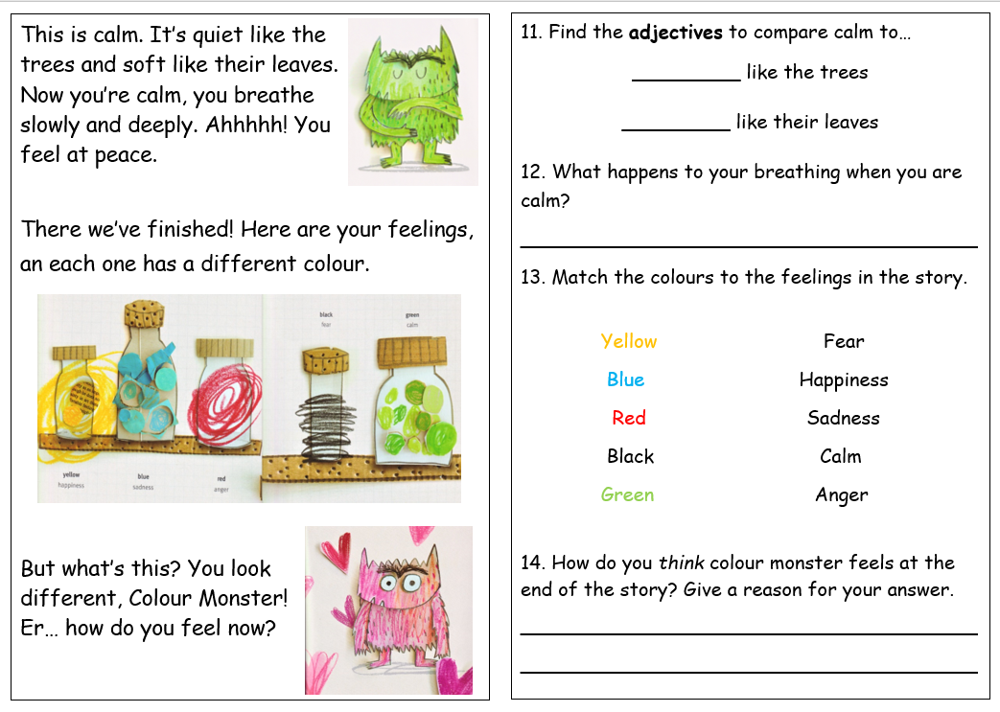 This is calm. It's quiet like the
trees and soft like their leaves.
Now you're calm, you breathe
slowly and deeply. Ahhhhh! You
feel at peace.
There we've finished! Here are your feelings,
an each one has a different colour.
black
fear
green
calm
yellow
happiness
blue
sadness
red
anger
But what's this? You look
different, Colour Monster!
Er… how do you feel now?
11. Find the adjectives to compare calm to…
___________ like the trees
___________ like their leaves
12. What happens to your breathing when you are
calm?
13. Match the colours to the feelings in the story.
Yellow Fear
Blue Happiness
Red Sadness
Black Calm
Green Anger
14. How do you think colour monster feels at the
end of the story? Give a reason for your answer.